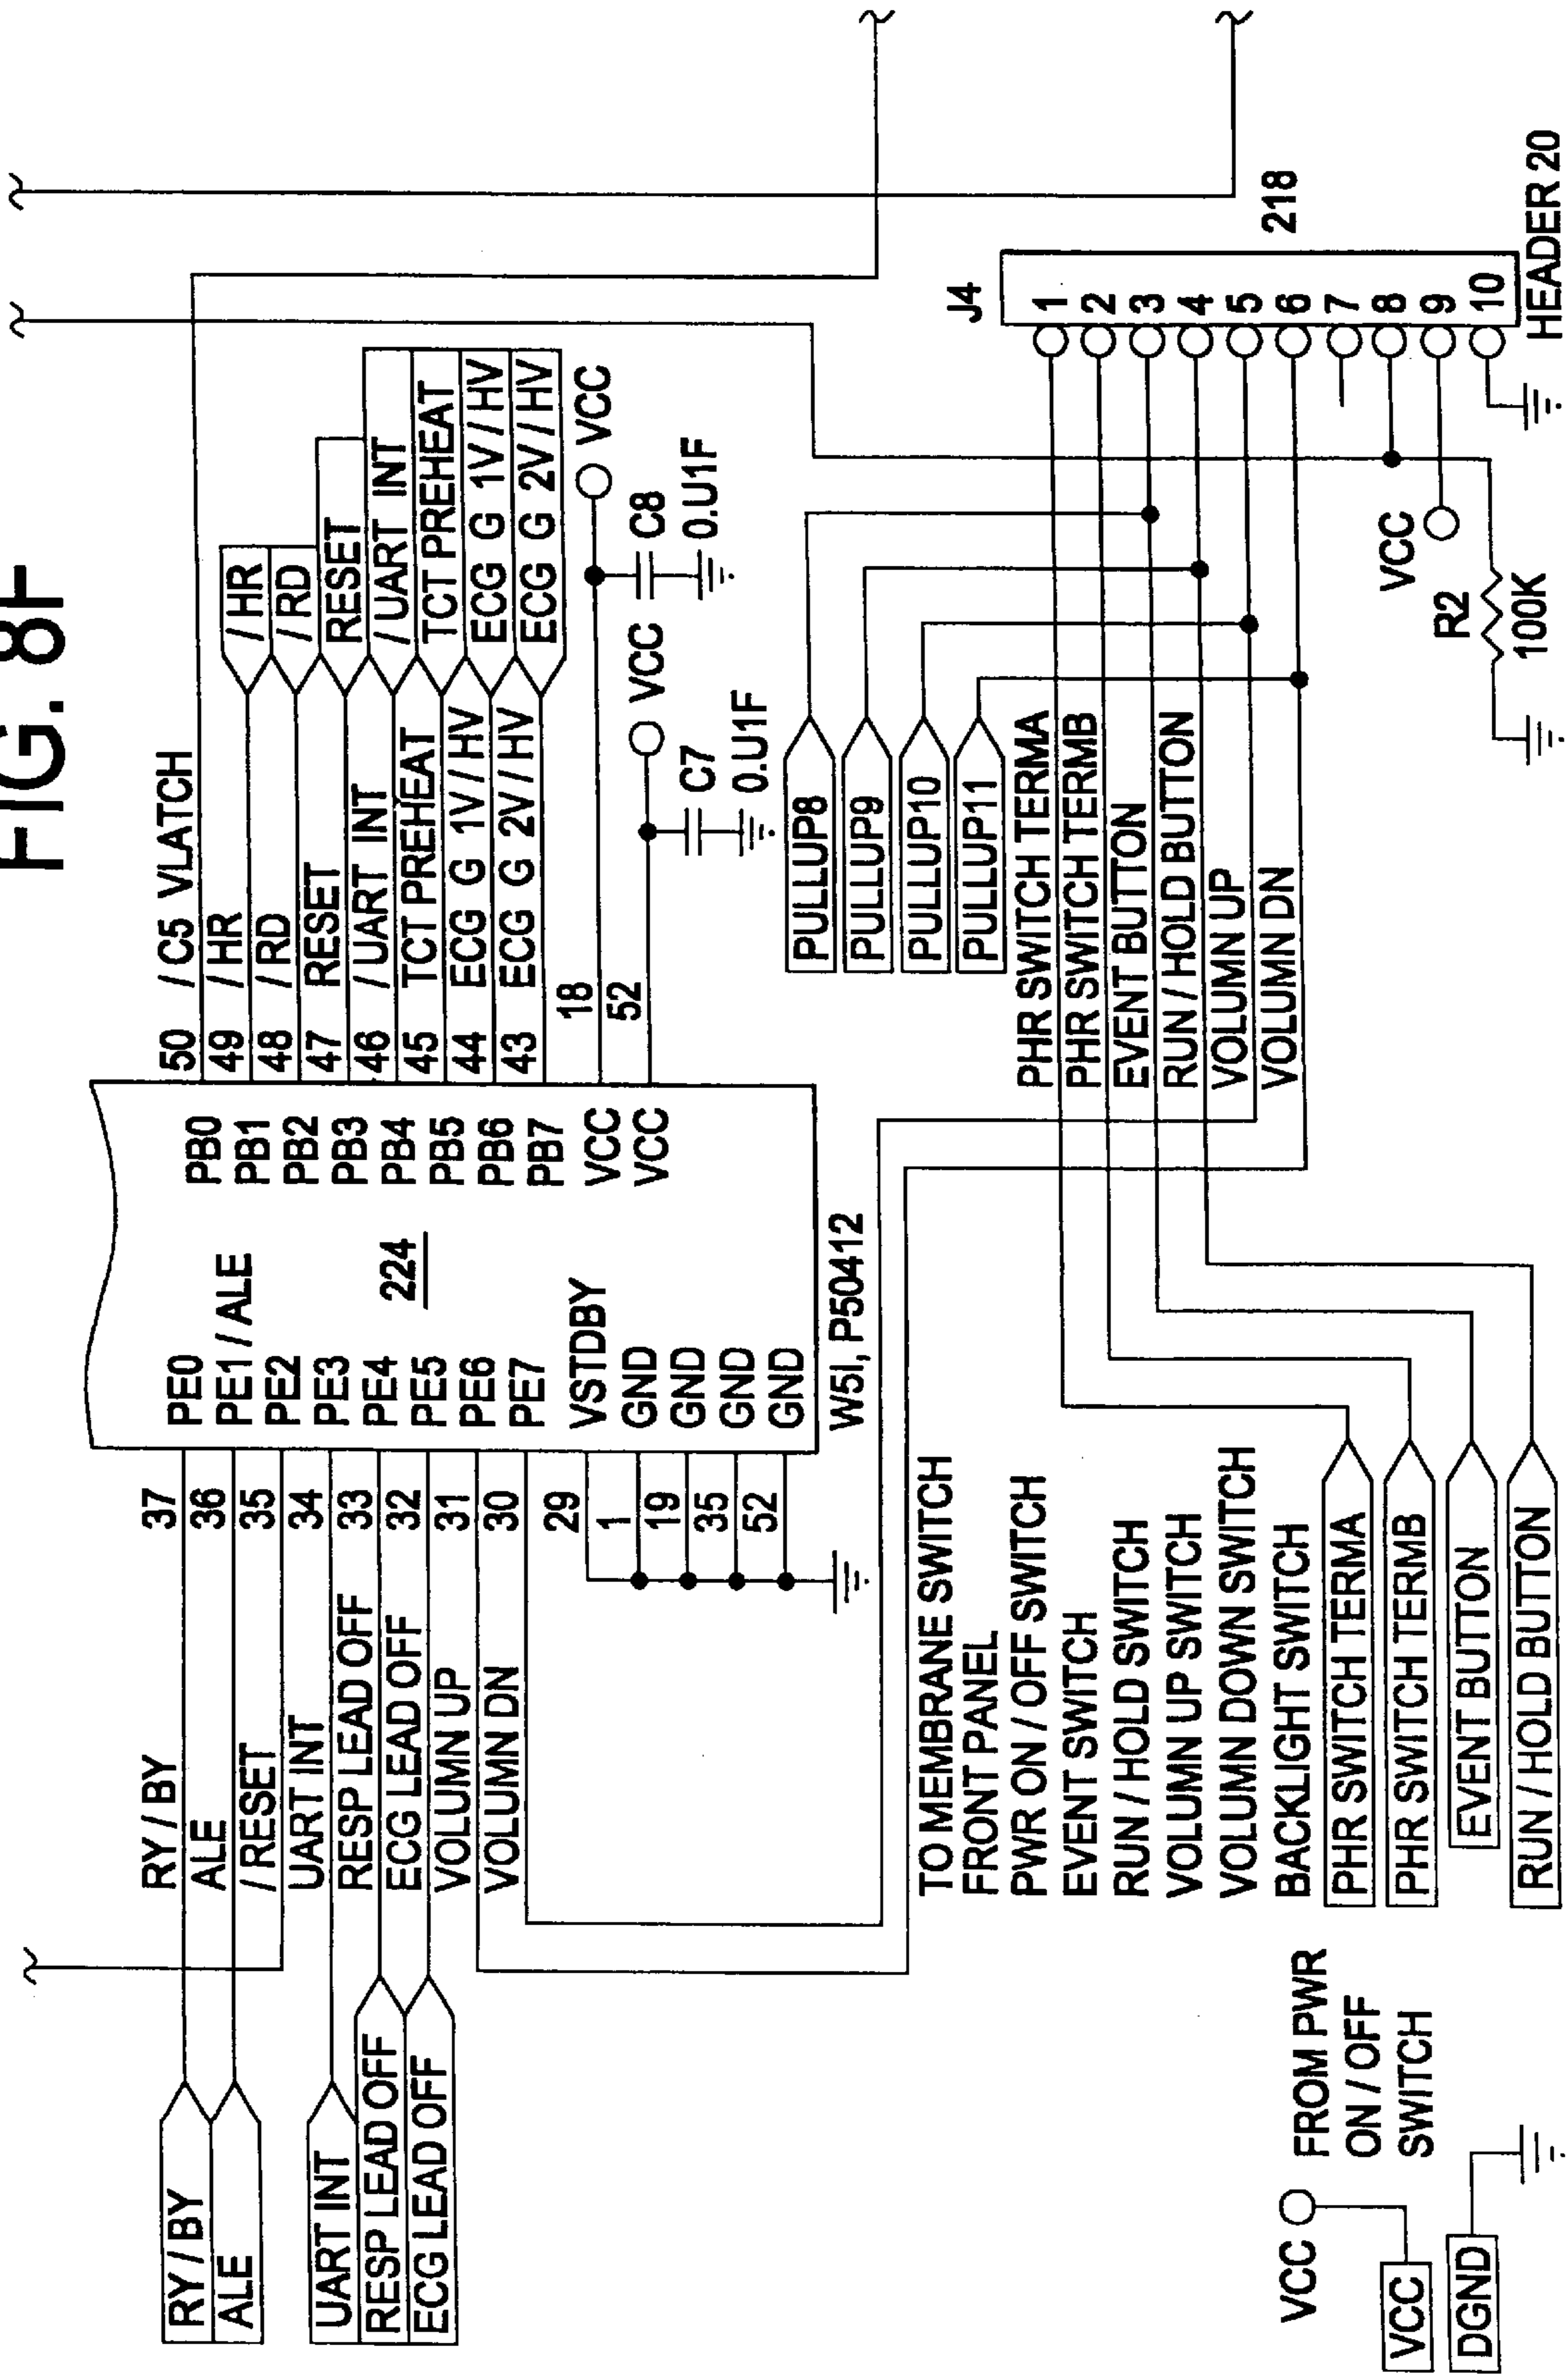 FIG. 8F
RY / BY
ALE
UART INT
RESP LEAD OFF
ECG LEAD OFF
RY / BY
ALE
/ RESET
UART INT
RESP LEAD OFF
ECG LEAD OFF
VOLUMN UP
VOLUMN DN
37
36
35
34
33
32
31
30
29
1
19
35
52
PE0
PE1 / ALE
PE2
PE3
PE4
PE5
PE6
PE7
VSTDBY
GND
GND
GND
GND
224
PB0
PB1
PB2
PB3
PB4
PB5
PB6
PB7
VCC
VCC
W5I, P50412
50 / C5 VLATCH
49 / HR
48 / RD
47 RESET
46 / UART INT
45 TCT PREHEAT
44 ECG G 1V / HV
43 ECG G 2V / HV
18
52
/ HR
/ RD
RESET
/ UART INT
TCT PREHEAT
ECG G 1V / HV
ECG G 2V / HV
VCC
C8
0.U1F
VCC
C7
0.U1F
PULLUP8
PULLUP9
PULLUP10
PULLUP11
PHR SWITCH TERMA
PHR SWITCH TERMB
EVENT BUTTON
RUN / HOLD BUTTON
VOLUMN UP
VOLUMN DN
J4
1
2
3
4
5
6
7
8
9
10
218
HEADER 20
VCC
R2
100K
TO MEMBRANE SWITCH
FRONT PANEL
PWR ON / OFF SWITCH
EVENT SWITCH
RUN / HOLD SWITCH
VOLUMN UP SWITCH
VOLUMN DOWN SWITCH
BACKLIGHT SWITCH
PHR SWITCH TERMA
PHR SWITCH TERMB
EVENT BUTTON
RUN / HOLD BUTTON
VCC
FROM PWR
ON / OFF
SWITCH
VCC
DGND